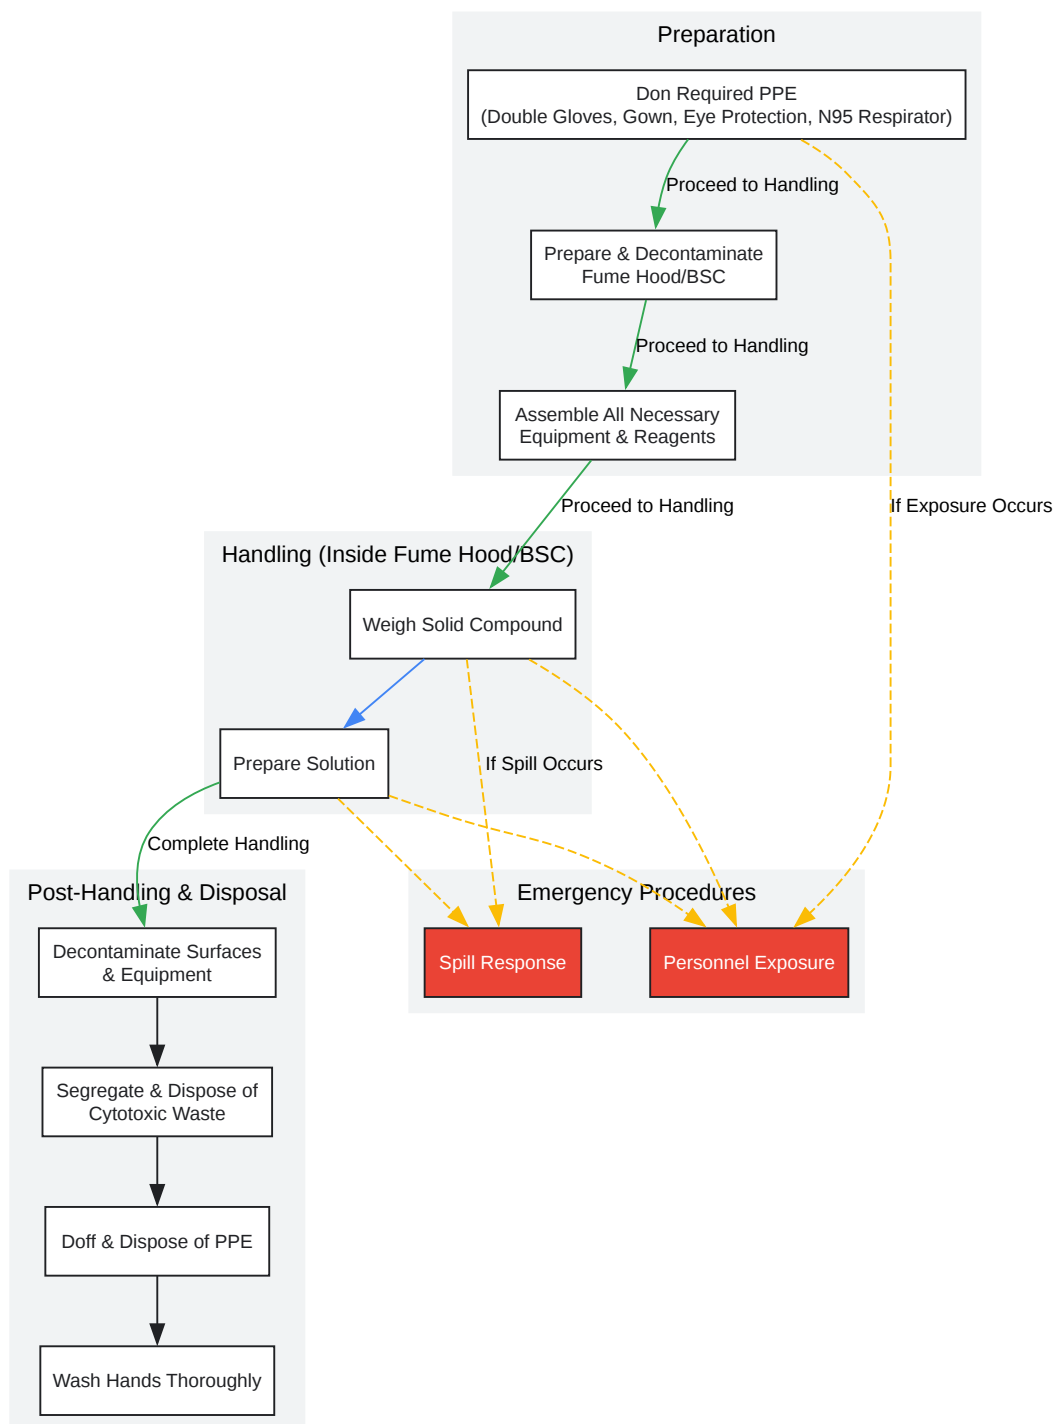 Preparation
Don Required PPE
(Double Gloves, Gown, Eye Protection, N95 Respirator)
Proceed to Handling
Prepare & Decontaminate
Fume Hood/BSC
Proceed to Handling
Assemble All Necessary
Equipment & Reagents
Proceed to Handling
If Exposure Occurs
Handling (Inside Fume Hood/BSC)
Weigh Solid Compound
Prepare Solution
If Spill Occurs
Complete Handling
Post-Handling & Disposal
Emergency Procedures
Decontaminate Surfaces
& Equipment
Spill Response
Personnel Exposure
Segregate & Dispose of
Cytotoxic Waste
Doff & Dispose of PPE
Wash Hands Thoroughly